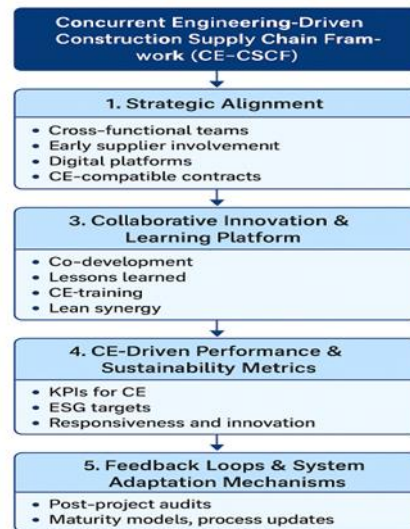 Concurrent Engineering-Driven
Construction Supply Chain Fram-
work (CE-CSCF)
1. Strategic Alignment
• Cross-functional teams
• Early supplier involvement
• Digital platforms
• CE-compatible contracts
3. Collaborative Innovation &
Learning Platform
• Co-development
• Lessons learned
• CE-training
• Lean synergy
4. CE-Driven Performance &
Sustainability Metrics
• KPIs for CE
• ESG targets
• Responsiveness and innovation
5. Feedback Loops & System
Adaptation Mechanisms
• Post-project audits
• Maturity models, process updates